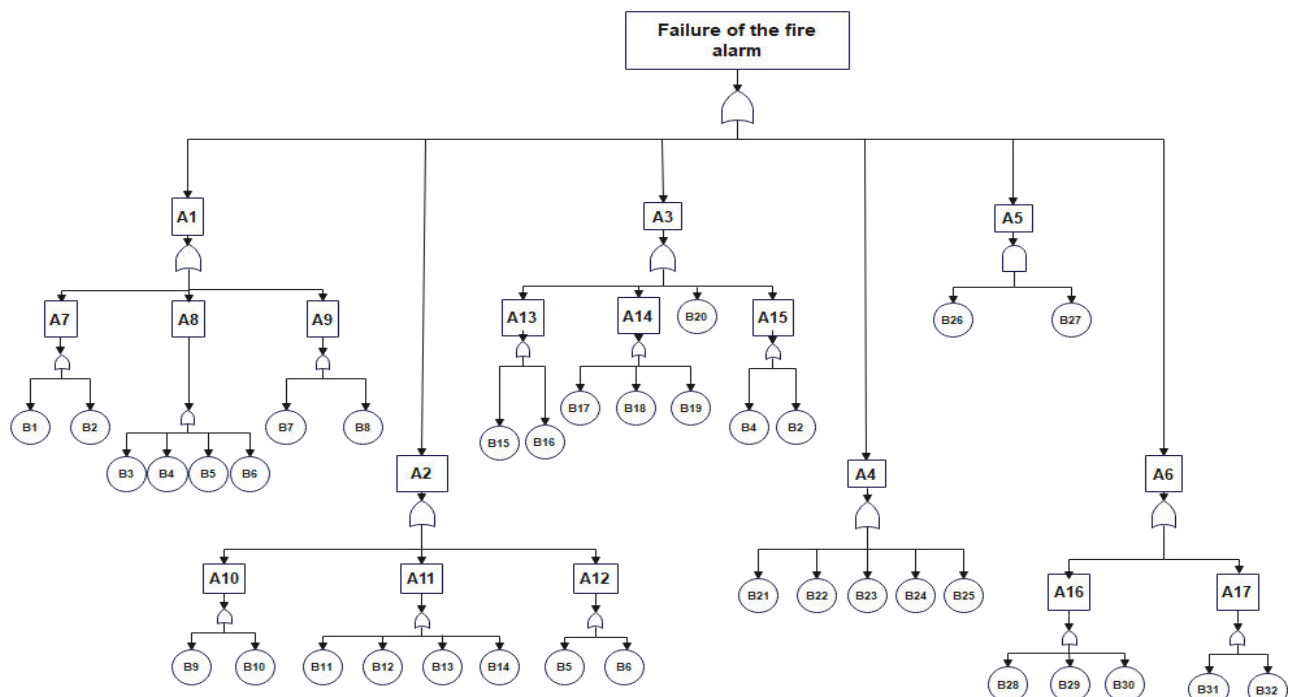 Failure of the fire
alarm
A1
A3
A5
A7
A8
A9
A13
A14
B20
A15
B26
B27
B1
B2
B7
B8
B17
B18
B19
B4
B2
B15
B16
B3
B4
B5
B6
A2
A4
A6
A10
A11
A12
B21
B22
B23
B24
B25
A16
A17
B9
B10
B11
B12
B13
B14
B5
B6
B28
B29
B30
B31
B32